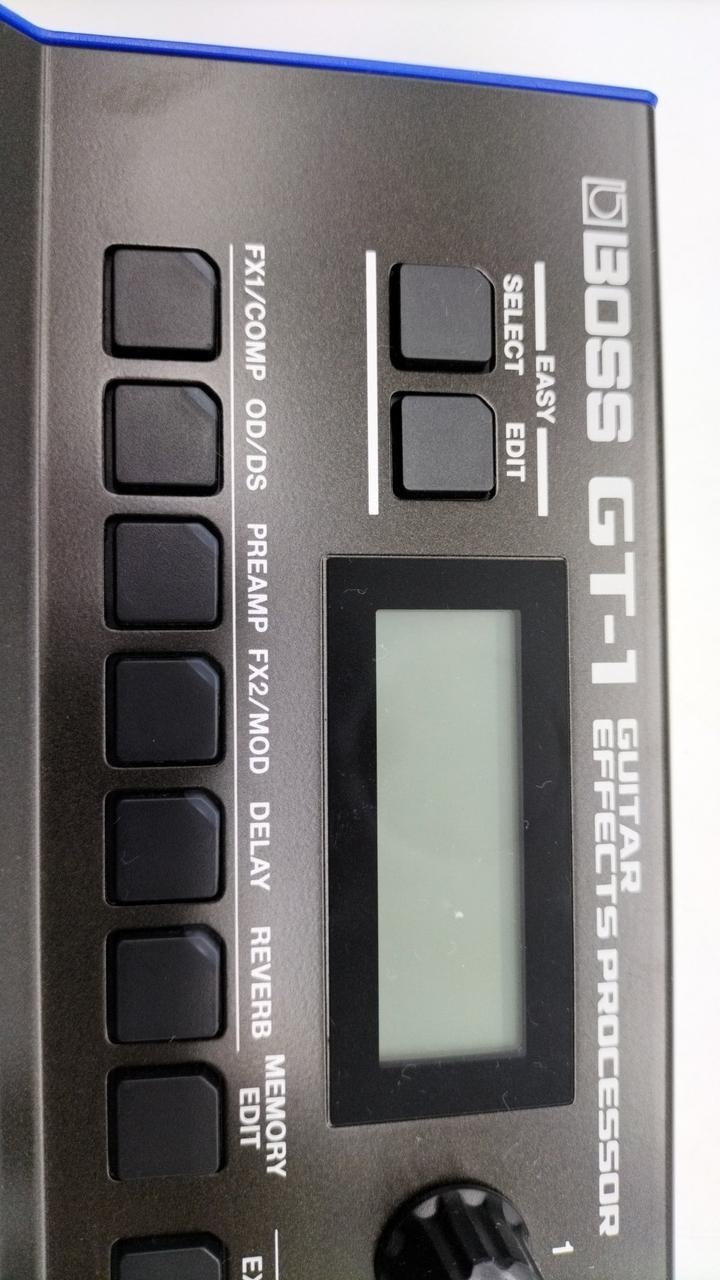 BOSS GT-1 GUITAR EFFECTS PROCESSOR
EASY
SELECT EDIT
1
FX1/COMP OD/DS PREAMP FX2/MOD DELAY REVERB MEMORY EDIT